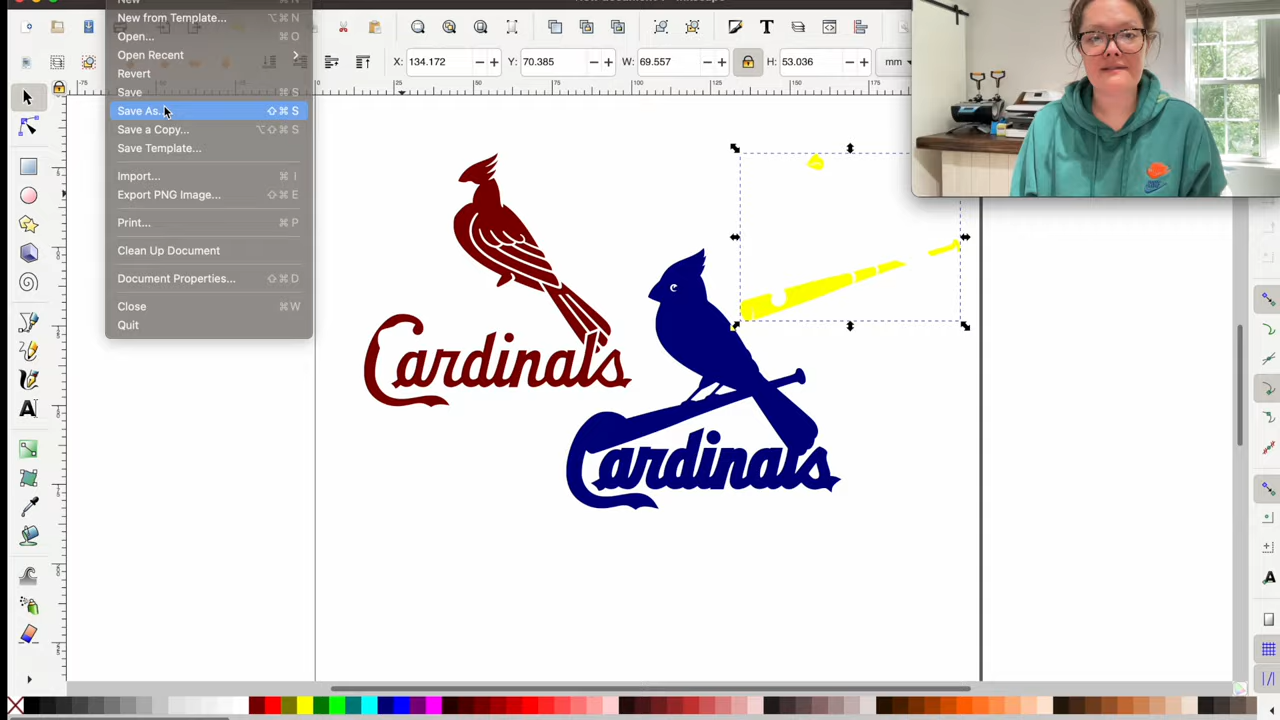 New ⌘ N
New from Template... ⌥⌘ N
Open... ⌘ O
Open Recent
Revert
Save ⌘ S
Save As... ⇧⌘ S
Save a Copy... ⌥⇧⌘ S
Save Template...
Import... ⌘ I
Export PNG Image... ⇧⌘ E
Print... ⌘ P
Clean Up Document
Document Properties... ⇧⌘ D
Close ⌘ W
Quit
X: 134.172 Y: 70.385 W: 69.557 H: 53.036 mm
Cardinals
Cardinals